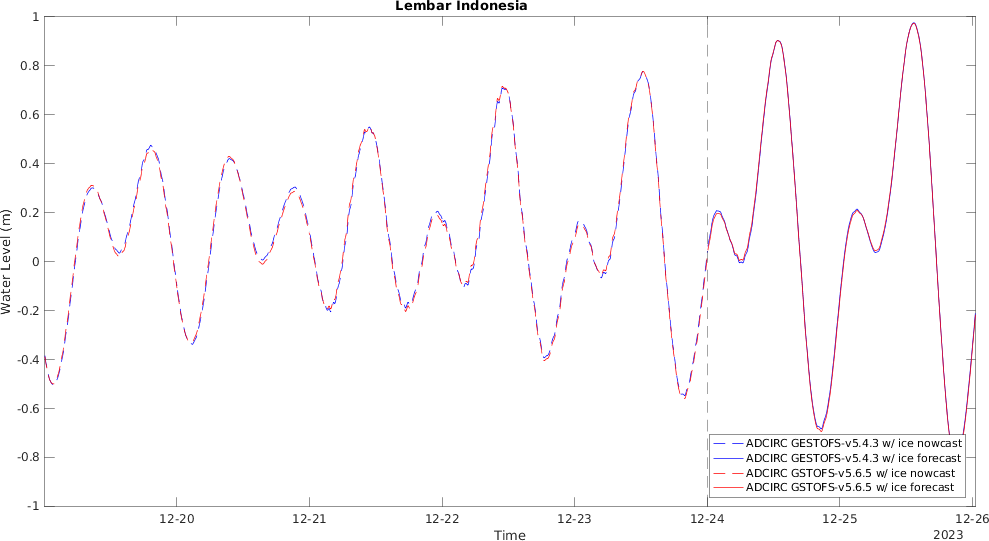 Lembar Indonesia
1
0.8
0.6
0.4
0.2
0
-0.2
-0.4
-0.6
-0.8
-1
Water Level (m)
ADCIRC GESTOFS-v5.4.3 w/ ice nowcast
ADCIRC GESTOFS-v5.4.3 w/ ice forecast
ADCIRC GSTOFS-v5.6.5 w/ ice nowcast
ADCIRC GSTOFS-v5.6.5 w/ ice forecast
12-20 12-21 12-22 12-23 12-24 12-25 12-26
Time 2023